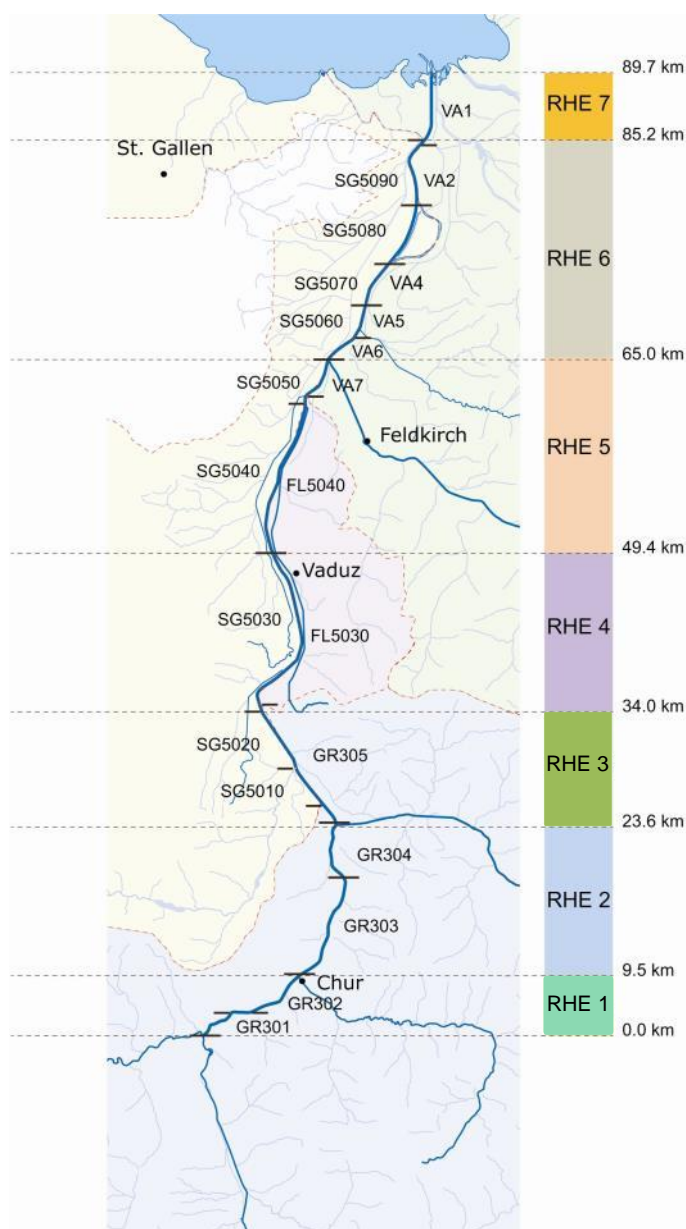 89.7 km
RHE 7
VA1
85.2 km
St. Gallen
SG5090
VA2
SG5080
RHE 6
SG5070
VA4
SG5060
VA5
VA6
65.0 km
SG5050
VA7
Feldkirch
RHE 5
SG5040
FL5040
49.4 km
Vaduz
SG5030
RHE 4
FL5030
34.0 km
SG5020
GR305
RHE 3
SG5010
23.6 km
GR304
RHE 2
GR303
9.5 km
Chur
GR302
RHE 1
GR301
0.0 km